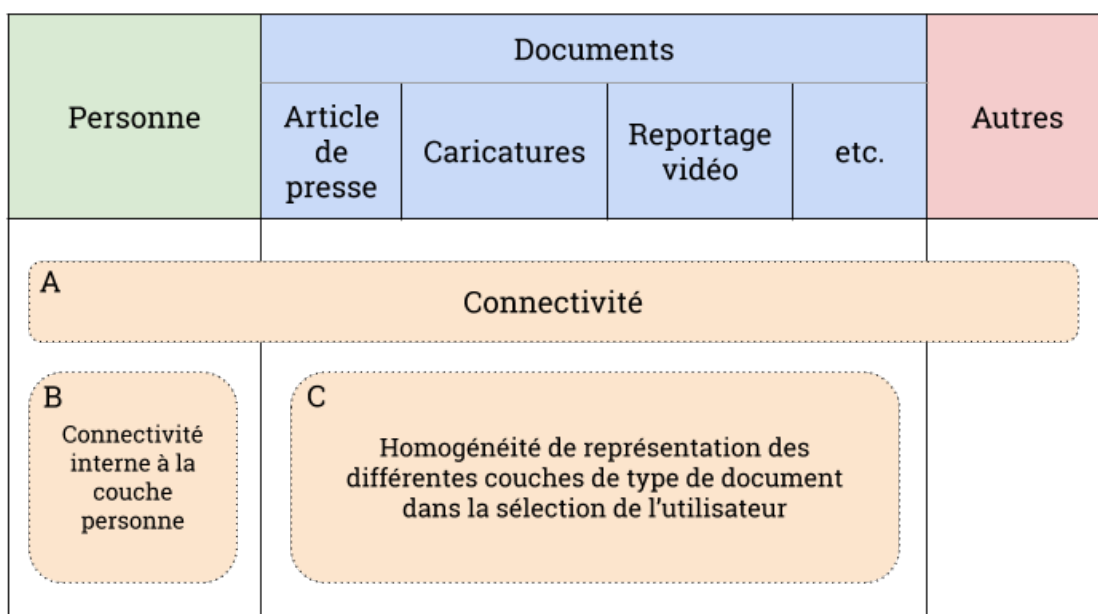 Documents
Personne
Article
de
presse
Caricatures
Reportage
vidéo
etc.
Autres
A
Connectivité
B
Connectivité
interne à la
couche
personne
C
Homogénéité de représentation des
différentes couches de type de document
dans la sélection de l'utilisateur